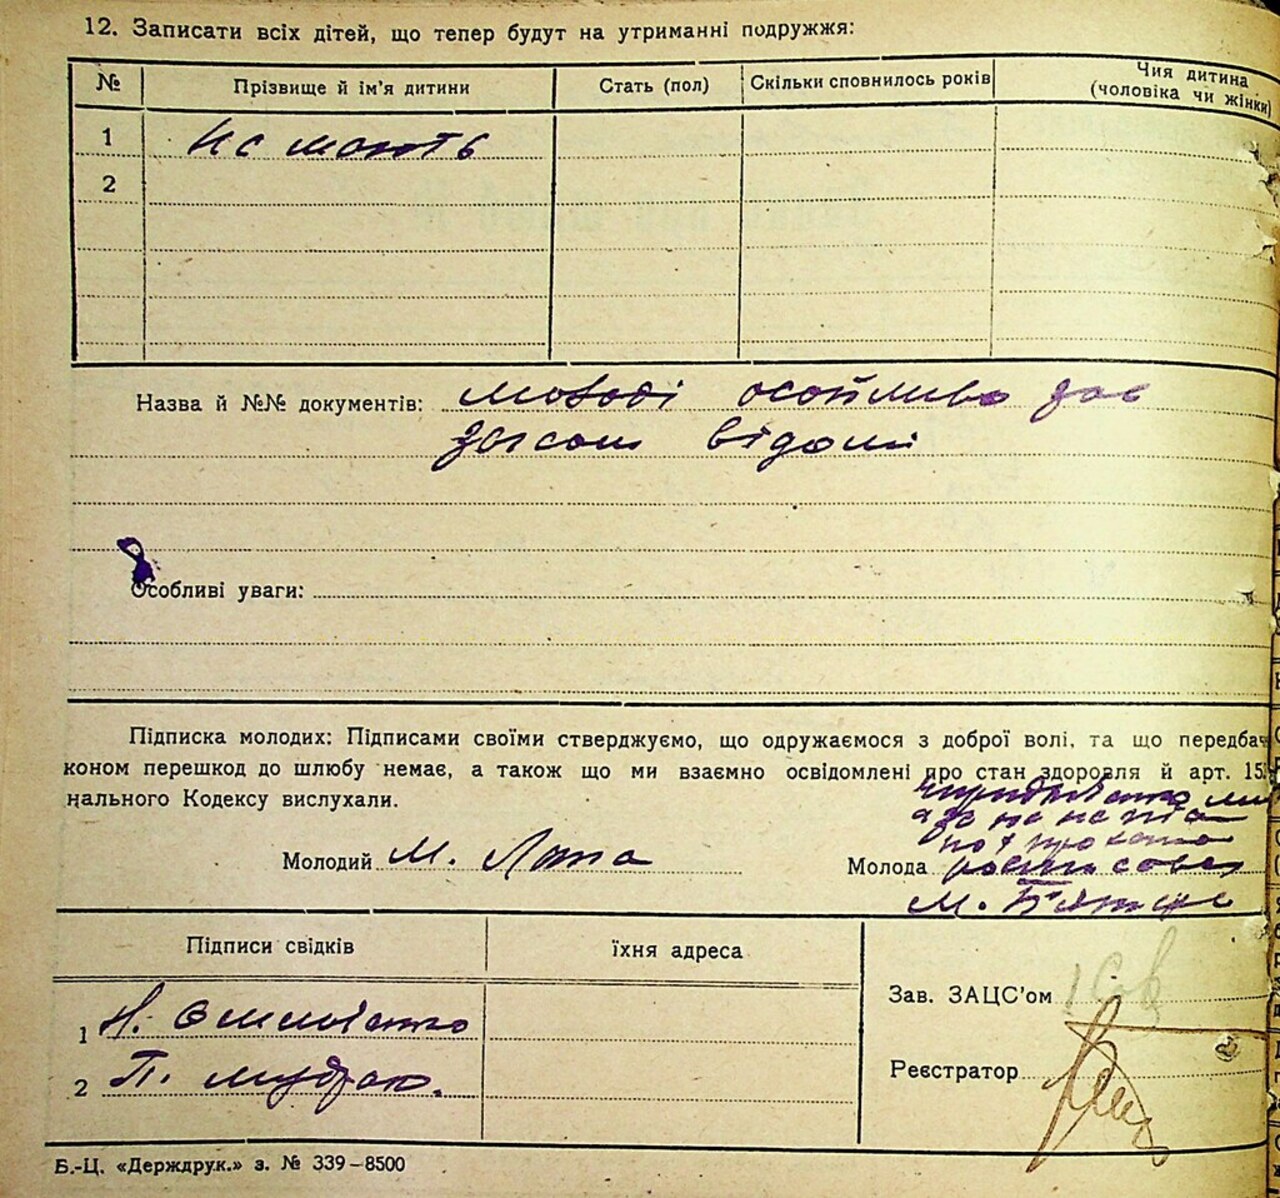 12. Записати всіх дітей, що тепер будут на утриманні подружжя:
№ Прізвище й ім'я дитини Стать (пол) Скільки сповнилось років Чия дитина (чоловіка чи жінки)
1 не мають
2
Назва й №№ документів: молоді особливо для
загсом відомі
Особливі уваги:
Підписка молодих: Підписами своїми стверджуємо, що одружаємося з доброї волі, та що передбач
коном перешкод до шлюбу немає, а також що ми взаємно освідомлені про стан здоровля й арт. 15
нального Кодексу вислухали.
Молодий М. Лата Молода
Підписи свідків їхня адреса
Зав. ЗАЦС'ом
1 Н.
Реєстратор
2 П. Мудрак.
Б.-Ц. «Держдрук.» з. № 339–8500